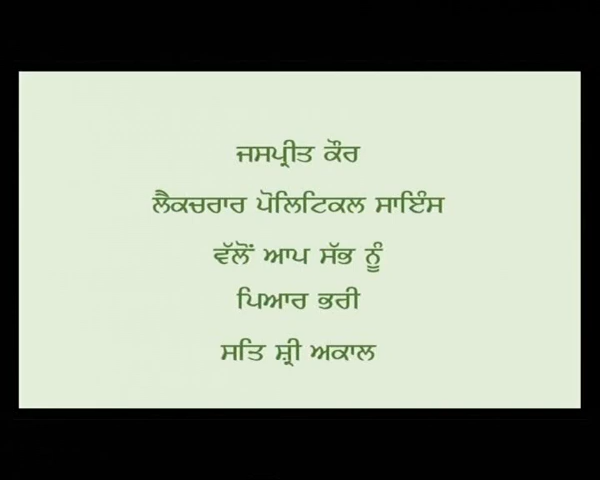 ਜਸਪ੍ਰੀਤ ਕੌਰ
ਲੈਕਚਰਾਰ ਪੋਲਿਟਿਕਲ ਸਾਇੰਸ
ਵੱਲੋਂ ਆਪ ਸੱਭ ਨੂੰ
ਪਿਆਰ ਭਰੀ
ਸਤਿ ਸ਼੍ਰੀ ਅਕਾਲ